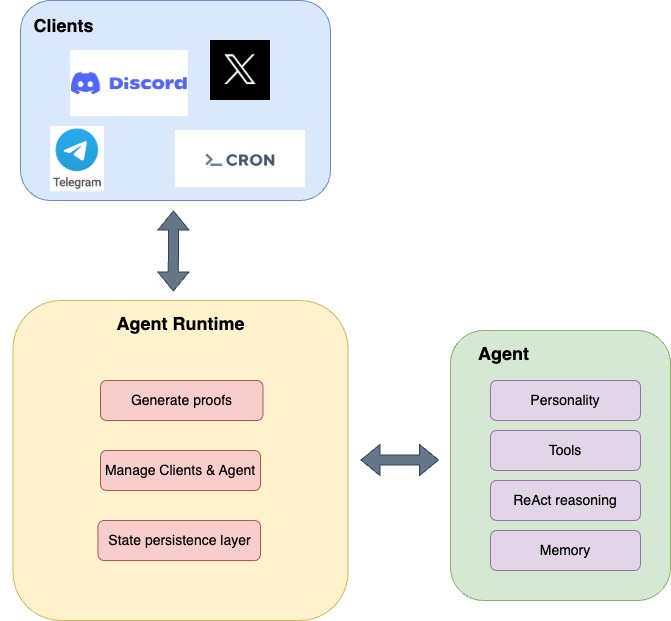 Clients
Discord
X
Telegram
>_ CRON
Agent Runtime
Generate proofs
Manage Clients & Agent
State persistence layer
Agent
Personality
Tools
ReAct reasoning
Memory